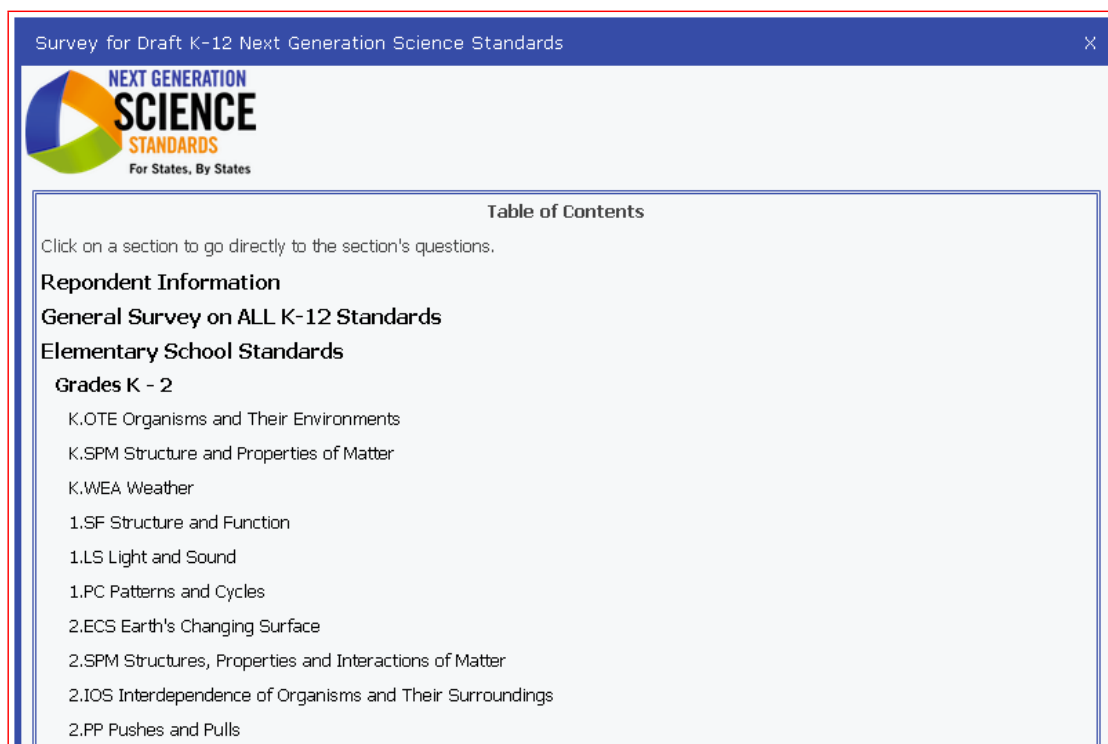 Survey for Draft K-12 Next Generation Science Standards X
NEXT GENERATION
SCIENCE
STANDARDS
For States, By States
Table of Contents
Click on a section to go directly to the section's questions.
Repondent Information
General Survey on ALL K-12 Standards
Elementary School Standards
Grades K - 2
K.OTE Organisms and Their Environments
K.SPM Structure and Properties of Matter
K.WEA Weather
1.SF Structure and Function
1.LS Light and Sound
1.PC Patterns and Cycles
2.ECS Earth's Changing Surface
2.SPM Structures, Properties and Interactions of Matter
2.IOS Interdependence of Organisms and Their Surroundings
2.PP Pushes and Pulls